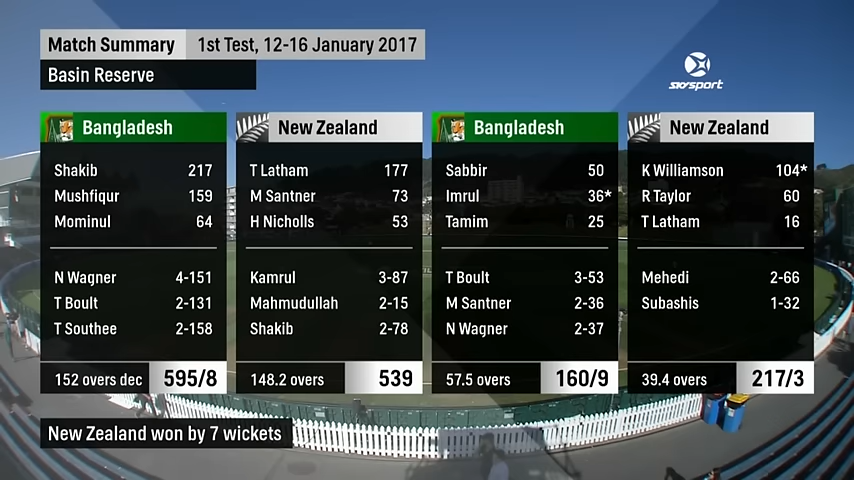 Match Summary 1st Test, 12-16 January 2017
Basin Reserve
sky sport
Bangladesh
Shakib 217
Mushfiqur 159
Mominul 64
N Wagner 4-151
T Boult 2-131
T Southee 2-158
152 overs dec 595/8
New Zealand
T Latham 177
M Santner 73
H Nicholls 53
Kamrul 3-87
Mahmudullah 2-15
Shakib 2-78
148.2 overs 539
Bangladesh
Sabbir 50
Imrul 36*
Tamim 25
T Boult 3-53
M Santner 2-36
N Wagner 2-37
57.5 overs 160/9
New Zealand
K Williamson 104*
R Taylor 60
T Latham 16
Mehedi 2-66
Subashis 1-32
39.4 overs 217/3
New Zealand won by 7 wickets